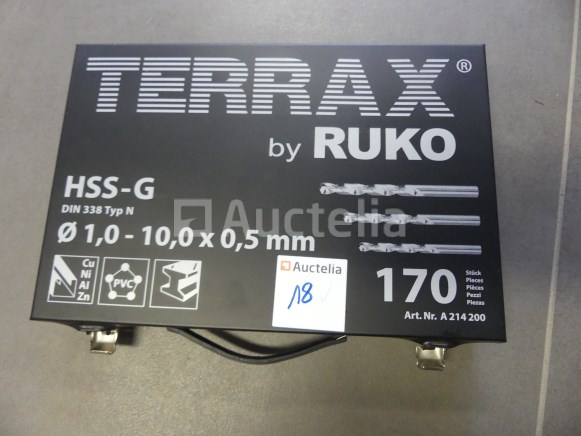 TERRAX®
by RUKO
HSS-G
DIN 338 Typ N
Ø 1,0 - 10,0 x 0,5 mm
Auctelia
Cu
Ni
Al
Zn
PVC
Auctelia
18
170
Stück
Pieces
Pièces
Pezzi
Piezas
Art. Nr. A 214 200